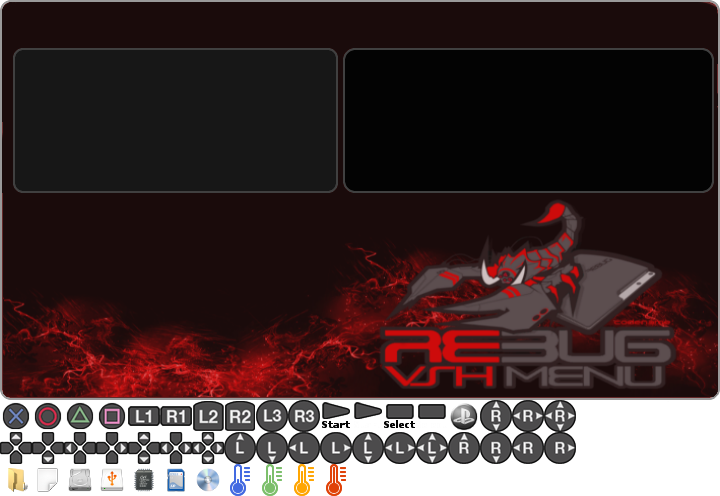 REBUG
VSH MENU
L1 R1 L2 R2 L3 R3 R R R
Start Select
L L L L L L L R R R R